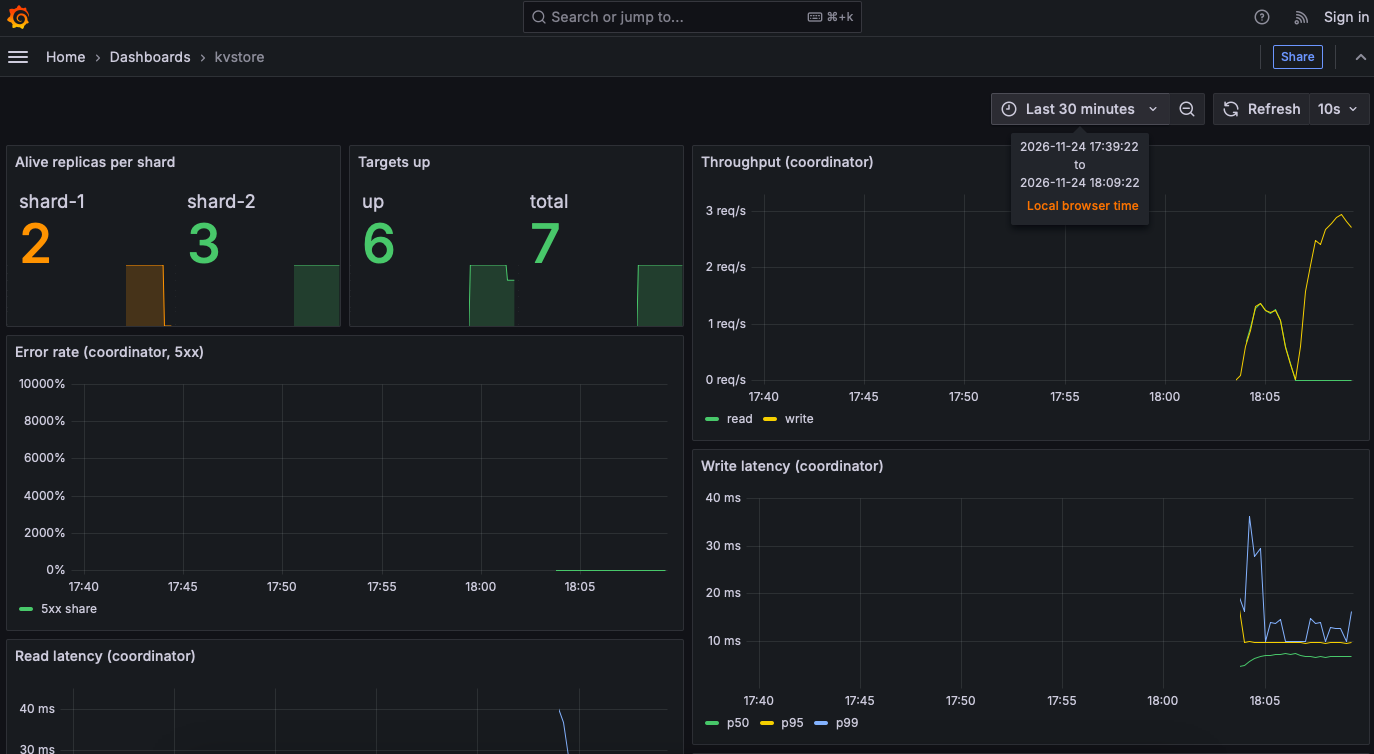 Search or jump to...
⌘+k
Sign in
Home › Dashboards › kvstore
Share
Last 30 minutes
Refresh
10s
2026-11-24 17:39:22
to
2026-11-24 18:09:22
Local browser time
Alive replicas per shard
shard-1
2
shard-2
3
Targets up
up
6
total
7
Throughput (coordinator)
3 req/s
2 req/s
1 req/s
0 req/s
17:40 17:45 17:50 17:55 18:00 18:05
read write
Error rate (coordinator, 5xx)
10000%
8000%
6000%
4000%
2000%
0%
17:40 17:45 17:50 17:55 18:00 18:05
5xx share
Write latency (coordinator)
40 ms
30 ms
20 ms
10 ms
17:40 17:45 17:50 17:55 18:00 18:05
p50 p95 p99
Read latency (coordinator)
40 ms
30 ms